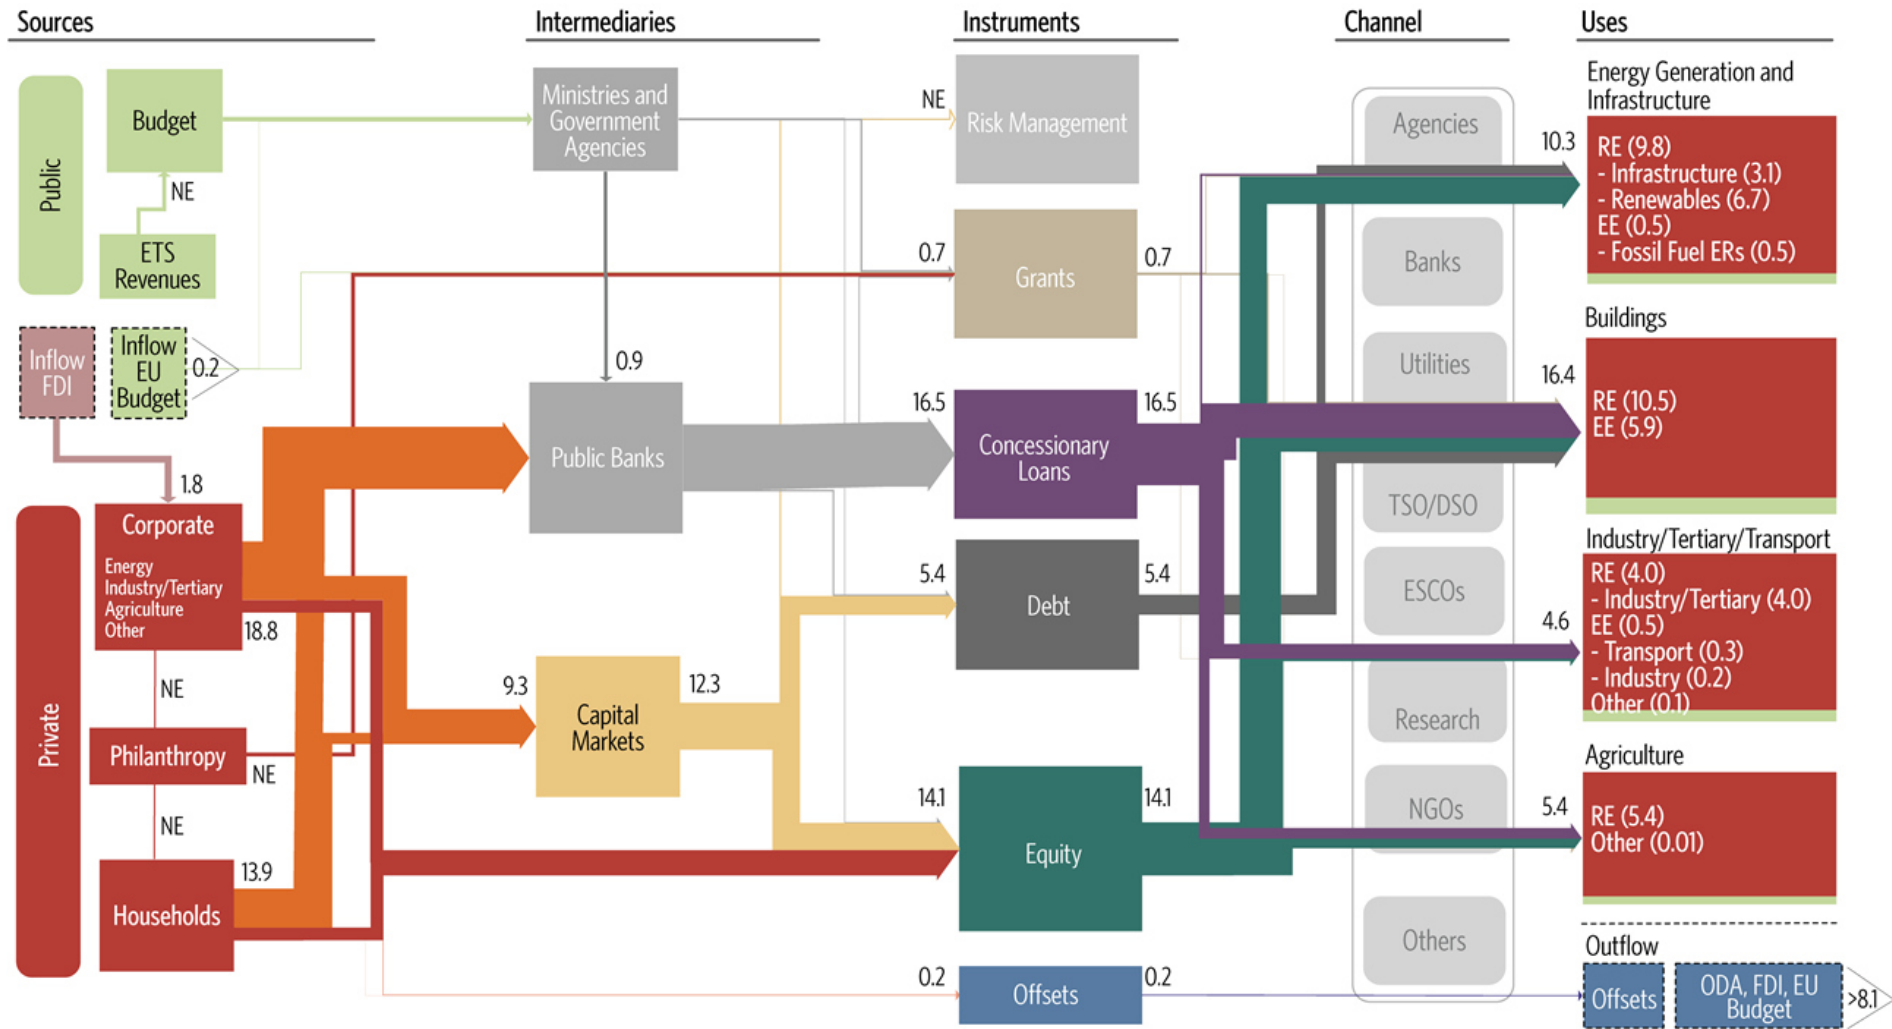 Sources
Intermediaries
Instruments
Channel
Uses
Public
Budget
NE
ETS
Revenues
Inflow
FDI
Inflow
EU
Budget
0.2
1.8
Private
Corporate
Energy
Industry/Tertiary
Agriculture
Other
18.8
NE
Philanthropy
NE
NE
13.9
Households
Ministries and
Government
Agencies
0.9
Public Banks
9.3
Capital
Markets
12.3
NE
Risk Management
0.7
Grants
0.7
16.5
Concessionary
Loans
16.5
5.4
Debt
5.4
14.1
Equity
14.1
0.2
Offsets
0.2
Agencies
Banks
Utilities
TSO/DSO
ESCOs
Research
NGOs
Others
Energy Generation and
Infrastructure
10.3
RE (9.8)
- Infrastructure (3.1)
- Renewables (6.7)
EE (0.5)
- Fossil Fuel ERs (0.5)
Buildings
16.4
RE (10.5)
EE (5.9)
Industry/Tertiary/Transport
4.6
RE (4.0)
- Industry/Tertiary (4.0)
EE (0.5)
- Transport (0.3)
- Industry (0.2)
Other (0.1)
Agriculture
5.4
RE (5.4)
Other (0.01)
Outflow
Offsets
ODA, FDI, EU
Budget
>8.1